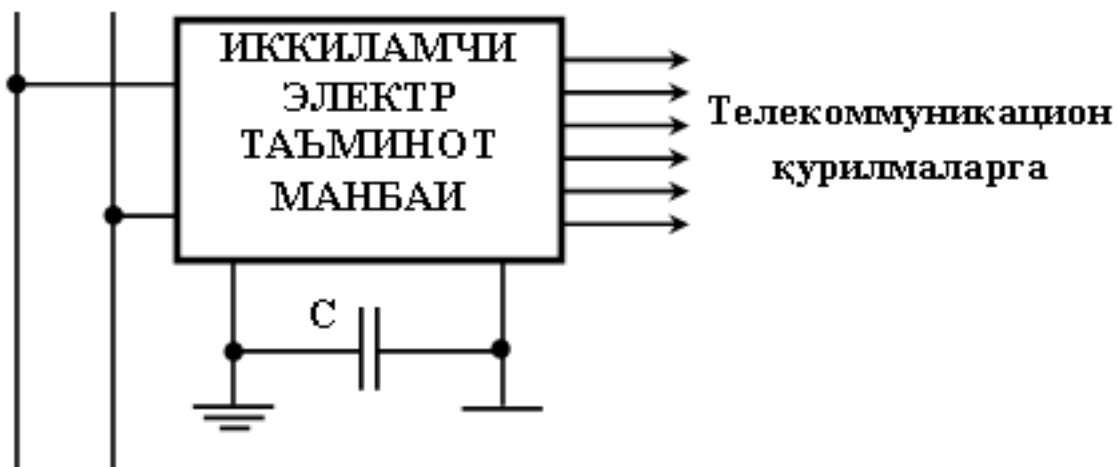 ИККИЛАМЧИ
ЭЛЕКТР
ТАЪМИНОТ
МАНБАИ
Телекоммуникацион
қурилмаларга
С